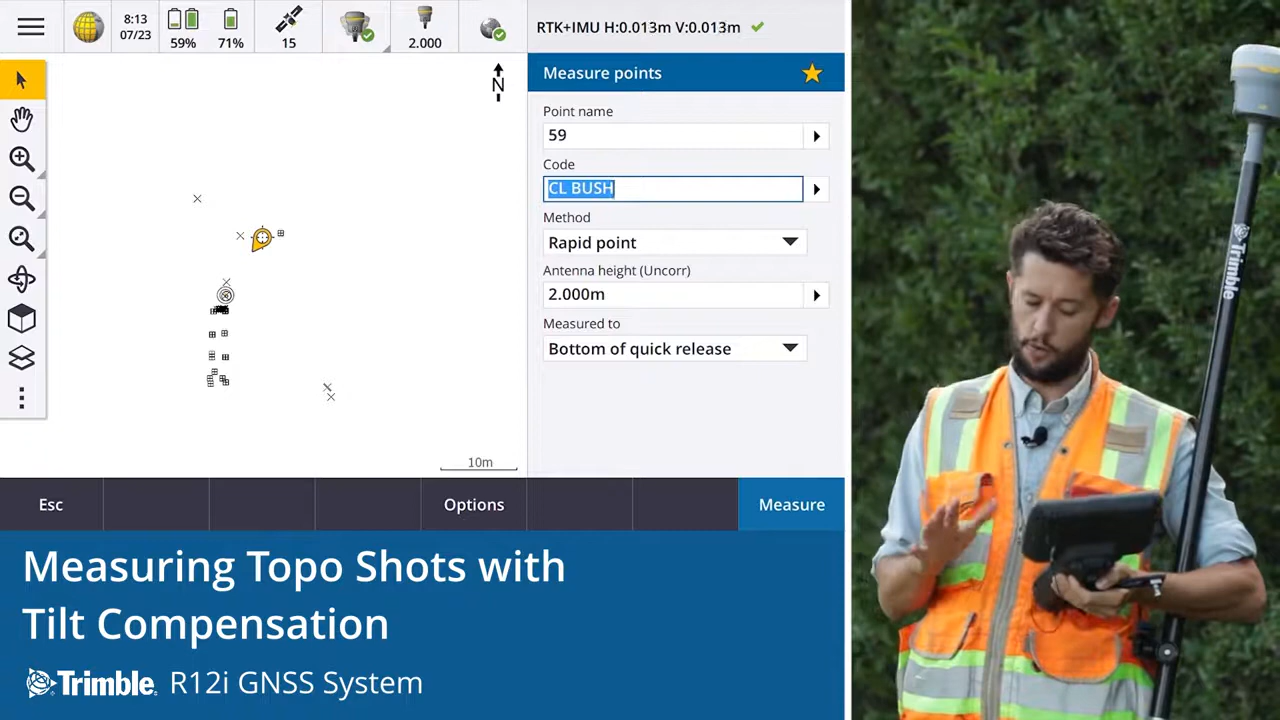 8:13
07/23
59%
71%
15
2.000
RTK+IMU H:0.013m V:0.013m
N
Measure points
Point name
59
Code
CL BUSH
Method
Rapid point
Antenna height (Uncorr)
2.000m
Measured to
Bottom of quick release
10m
Esc
Options
Measure
Measuring Topo Shots with
Tilt Compensation
Trimble. R12i GNSS System
Trimble